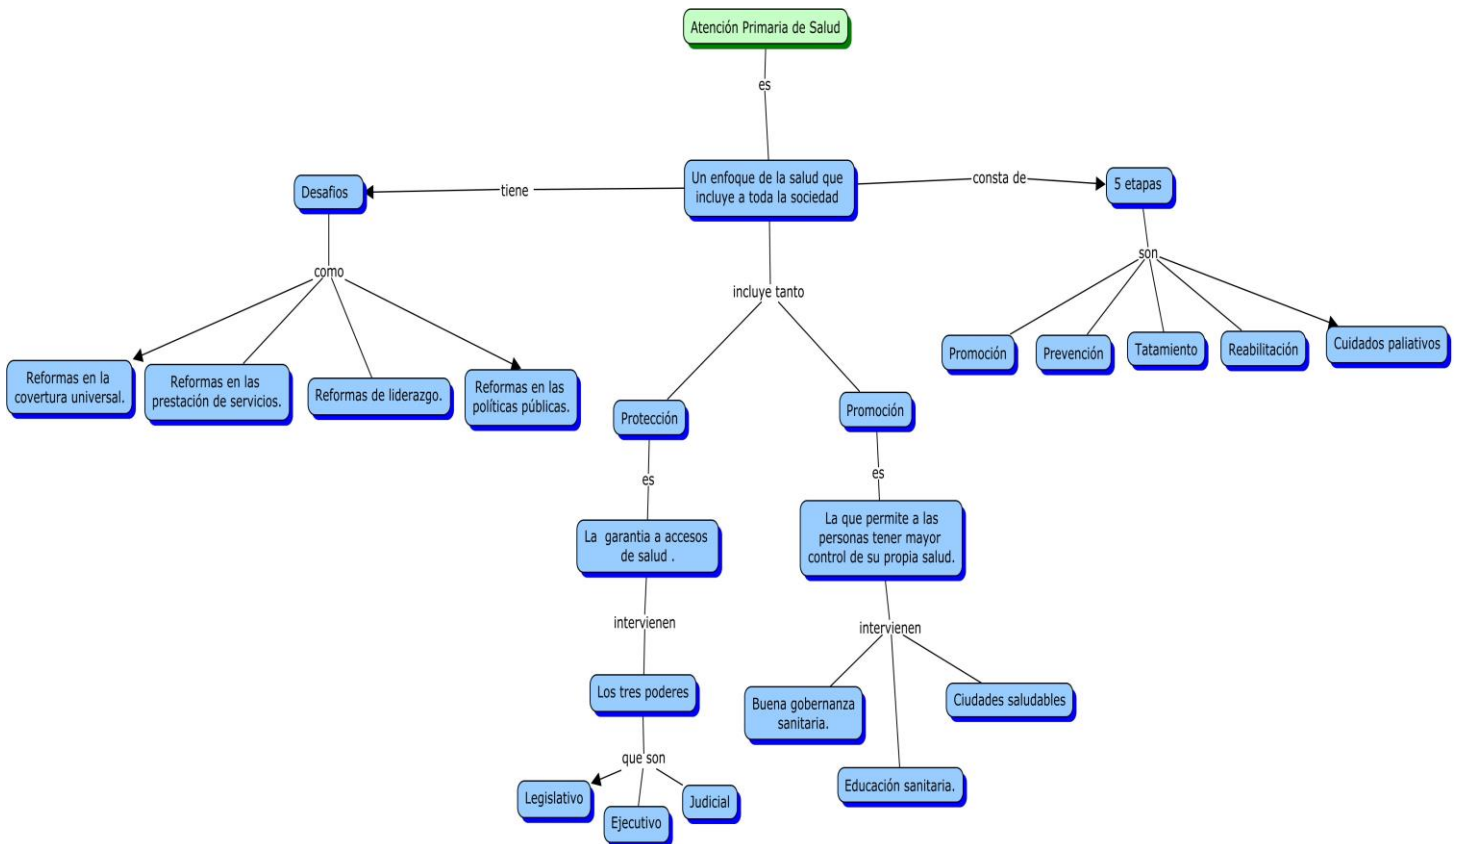 Atención Primaria de Salud
es
Un enfoque de la salud que
incluye a toda la sociedad
tiene
Desafios
como
Reformas en la
covertura universal.
Reformas en las
prestación de servicios.
Reformas de liderazgo.
Reformas en las
políticas públicas.
consta de
5 etapas
son
Promoción
Prevención
Tatamiento
Reabilitación
Cuidados paliativos
incluye tanto
Protección
es
La  garantia a accesos
de salud .
intervienen
Los tres poderes
que son
Legislativo
Ejecutivo
Judicial
Promoción
es
La que permite a las
personas tener mayor
control de su propia salud.
intervienen
Buena gobernanza
sanitaria.
Educación sanitaria.
Ciudades saludables